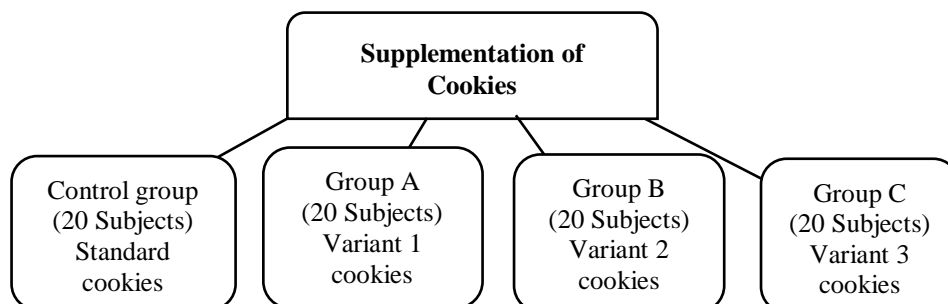 Supplementation of
Cookies
Control group
(20 Subjects)
Standard
cookies
Group A
(20 Subjects)
Variant 1
cookies
Group B
(20 Subjects)
Variant 2
cookies
Group C
(20 Subjects)
Variant 3
cookies